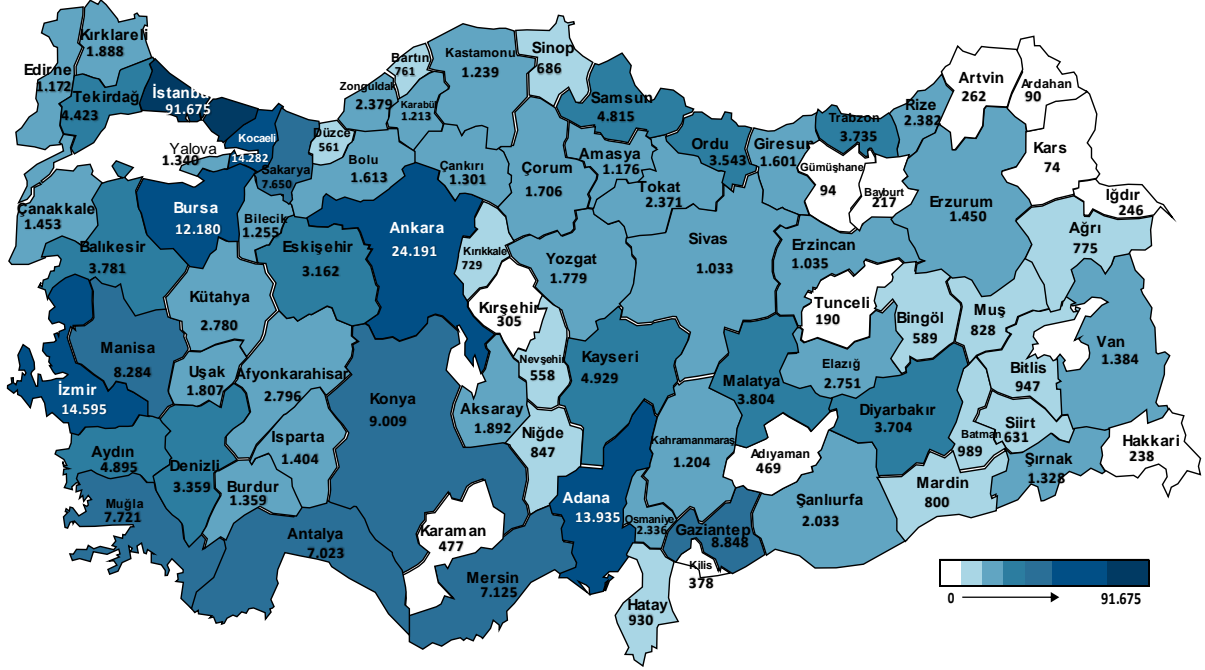 Kırklareli
1.888
Edirne
1.172
Tekirdağ
4.423
İstanbu
91.675
Kocaeli
14.282
Yalova
1.340
Sakarya
7.650
Düzce
561
Zonguldak
2.379
Bartın
761
Karabük
1.213
Kastamonu
1.239
Sinop
686
Samsun
4.815
Bolu
1.613
Çankırı
1.301
Çorum
1.706
Amasya
1.176
Tokat
2.371
Ordu
3.543
Giresun
1.601
Trabzon
3.735
Rize
2.382
Artvin
262
Ardahan
90
Kars
74
Gümüşhane
94
Bayburt
217
Iğdır
246
Ağrı
775
Erzurum
1.450
Erzincan
1.035
Sivas
1.033
Yozgat
1.779
Kırıkkale
729
Ankara
24.191
Eskişehir
3.162
Bilecik
1.255
Bursa
12.180
Çanakkale
1.453
Balıkesir
3.781
Kütahya
2.780
Manisa
8.284
Uşak
1.807
Afyonkarahisa
2.796
İzmir
14.595
Aydın
4.895
Denizli
3.359
Muğla
7.721
Burdur
1.359
Isparta
1.404
Antalya
7.023
Konya
9.009
Karaman
477
Mersin
7.125
Aksaray
1.892
Kırşehir
305
Nevşehir
558
Niğde
847
Kayseri
4.929
Adana
13.935
Osmaniye
2.336
Hatay
930
Kilis
378
Gaziantep
8.848
Kahramanmaraş
1.204
Malatya
3.804
Adıyaman
469
Şanlıurfa
2.033
Elazığ
2.751
Tunceli
190
Bingöl
589
Muş
828
Diyarbakır
3.704
Batman
989
Mardin
800
Siirt
631
Bitlis
947
Van
1.384
Şırnak
1.328
Hakkari
238
0
91.675